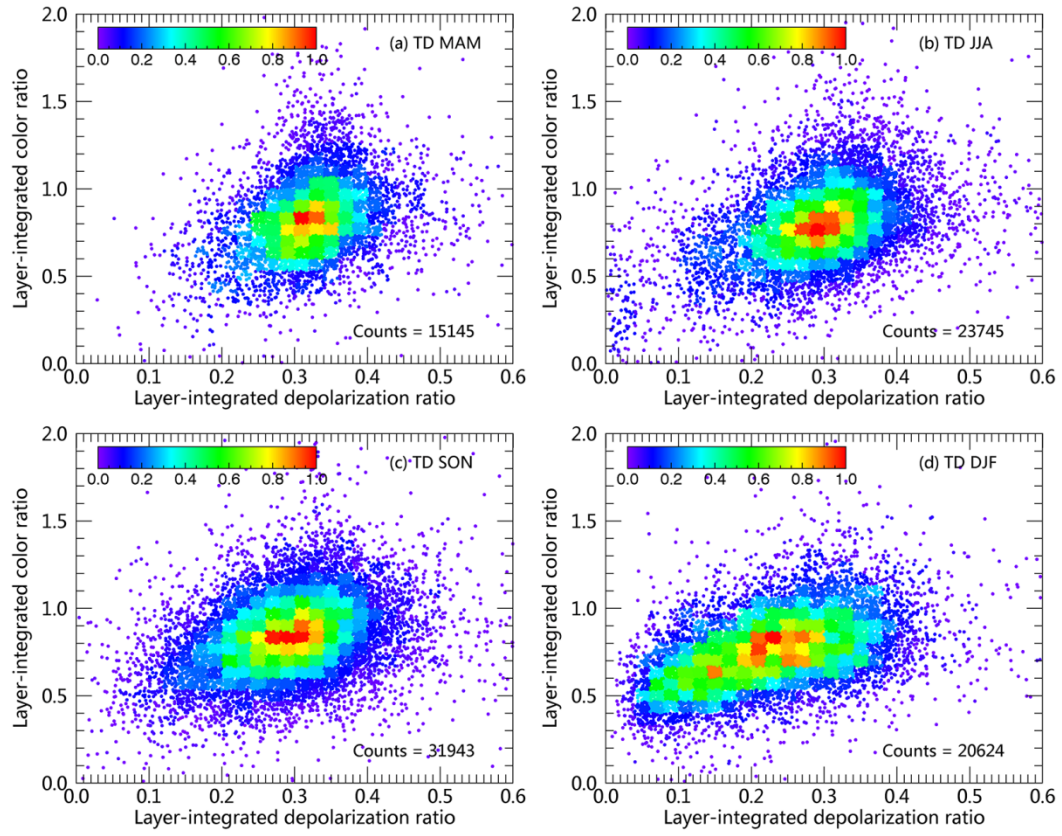 2.0
(a) TD MAM
0.0 0.2 0.4 0.6 0.8 1.0
1.5
1.0
0.5
0.0
Layer-integrated color ratio
Counts = 15145
0.0 0.1 0.2 0.3 0.4 0.5 0.6
Layer-integrated depolarization ratio
2.0
(b) TD JJA
0.0 0.2 0.4 0.6 0.8 1.0
1.5
1.0
0.5
0.0
Layer-integrated color ratio
Counts = 23745
0.0 0.1 0.2 0.3 0.4 0.5 0.6
Layer-integrated depolarization ratio
2.0
(c) TD SON
0.0 0.2 0.4 0.6 0.8 1.0
1.5
1.0
0.5
0.0
Layer-integrated color ratio
Counts = 31943
0.0 0.1 0.2 0.3 0.4 0.5 0.6
Layer-integrated depolarization ratio
2.0
(d) TD DJF
0.0 0.2 0.4 0.6 0.8 1.0
1.5
1.0
0.5
0.0
Layer-integrated color ratio
Counts = 20624
0.0 0.1 0.2 0.3 0.4 0.5 0.6
Layer-integrated depolarization ratio